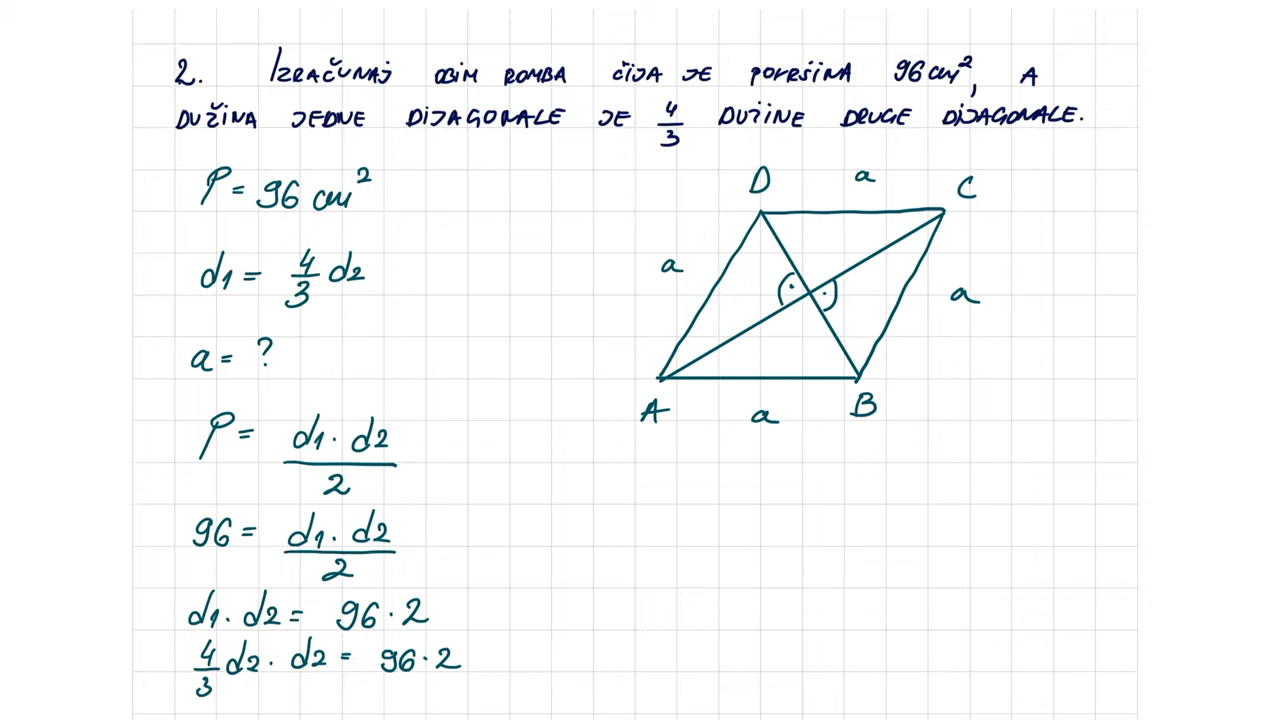 2. IZRAČUNAJ OBIM ROMBA ČIJA JE POVRŠINA 96 cm², A
DUŽINA JEDNE DIJAGONALE JE 4/3 DUŽINE DRUGE DIJAGONALE.
P = 96 cm²
d1 = 4/3 d2
a = ?
P = d1 · d2 / 2
96 = d1 · d2 / 2
d1 · d2 = 96 · 2
4/3 d2 · d2 = 96 · 2
D a C
a a
A a B